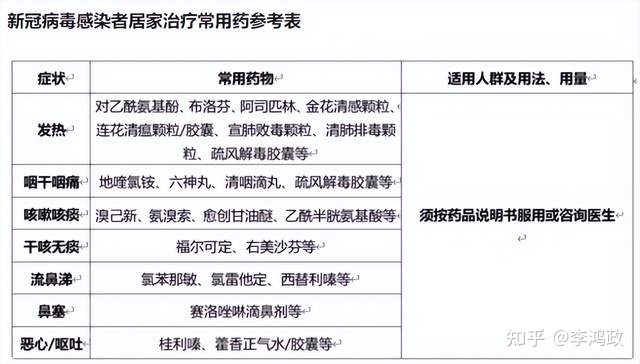 新冠病毒感染者居家治疗常用药参考表
症状 常用药物 适用人群及用法、用量
发热 对乙酰氨基酚、布洛芬、阿司匹林、金花清感颗粒、
连花清瘟颗粒/胶囊、宣肺败毒颗粒、清肺排毒颗
粒、疏风解毒胶囊等
咽干咽痛 地喹氯铵、六神丸、清咽滴丸、疏风解毒胶囊等
咳嗽咳痰 溴己新、氨溴索、愈创甘油醚、乙酰半胱氨基酸等
干咳无痰 福尔可定、右美沙芬等
流鼻涕 氯苯那敏、氯雷他定、西替利嗪等
鼻塞 赛洛唑啉滴鼻剂等
恶心/呕吐 桂利嗪、藿香正气水/胶囊等
须按药品说明书服用或咨询医生
知乎 @李鸿政